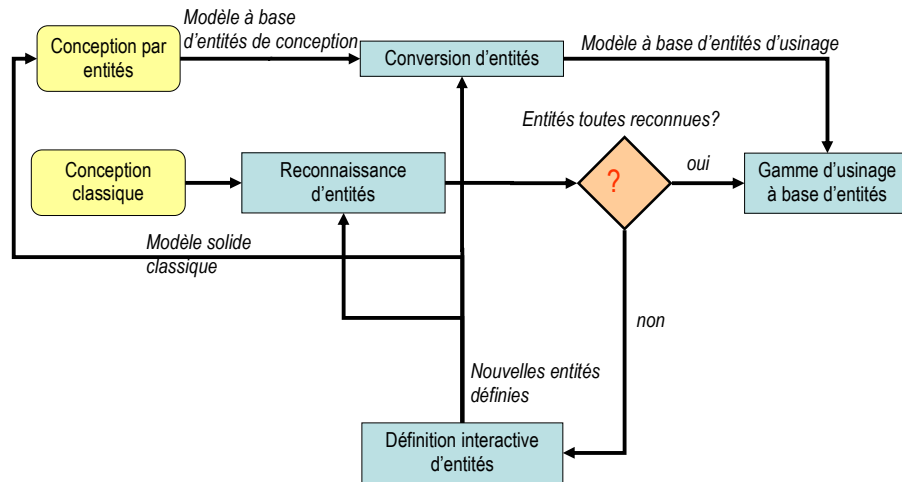 Modèle à base
d'entités de conception
Conception par
entités
Conversion d'entités
Modèle à base d'entités d'usinage
Entités toutes reconnues?
Conception
classique
Reconnaissance
d'entités
?
oui
Gamme d'usinage
à base d'entités
Modèle solide
classique
non
Nouvelles entités
définies
Définition interactive
d'entités